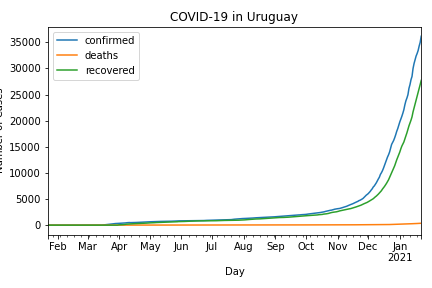 COVID-19 in Uruguay
confirmed
deaths
recovered
35000
30000
25000
20000
15000
10000
5000
0
Feb Mar Apr May Jun Jul Aug Sep Oct Nov Dec Jan
2021
Day